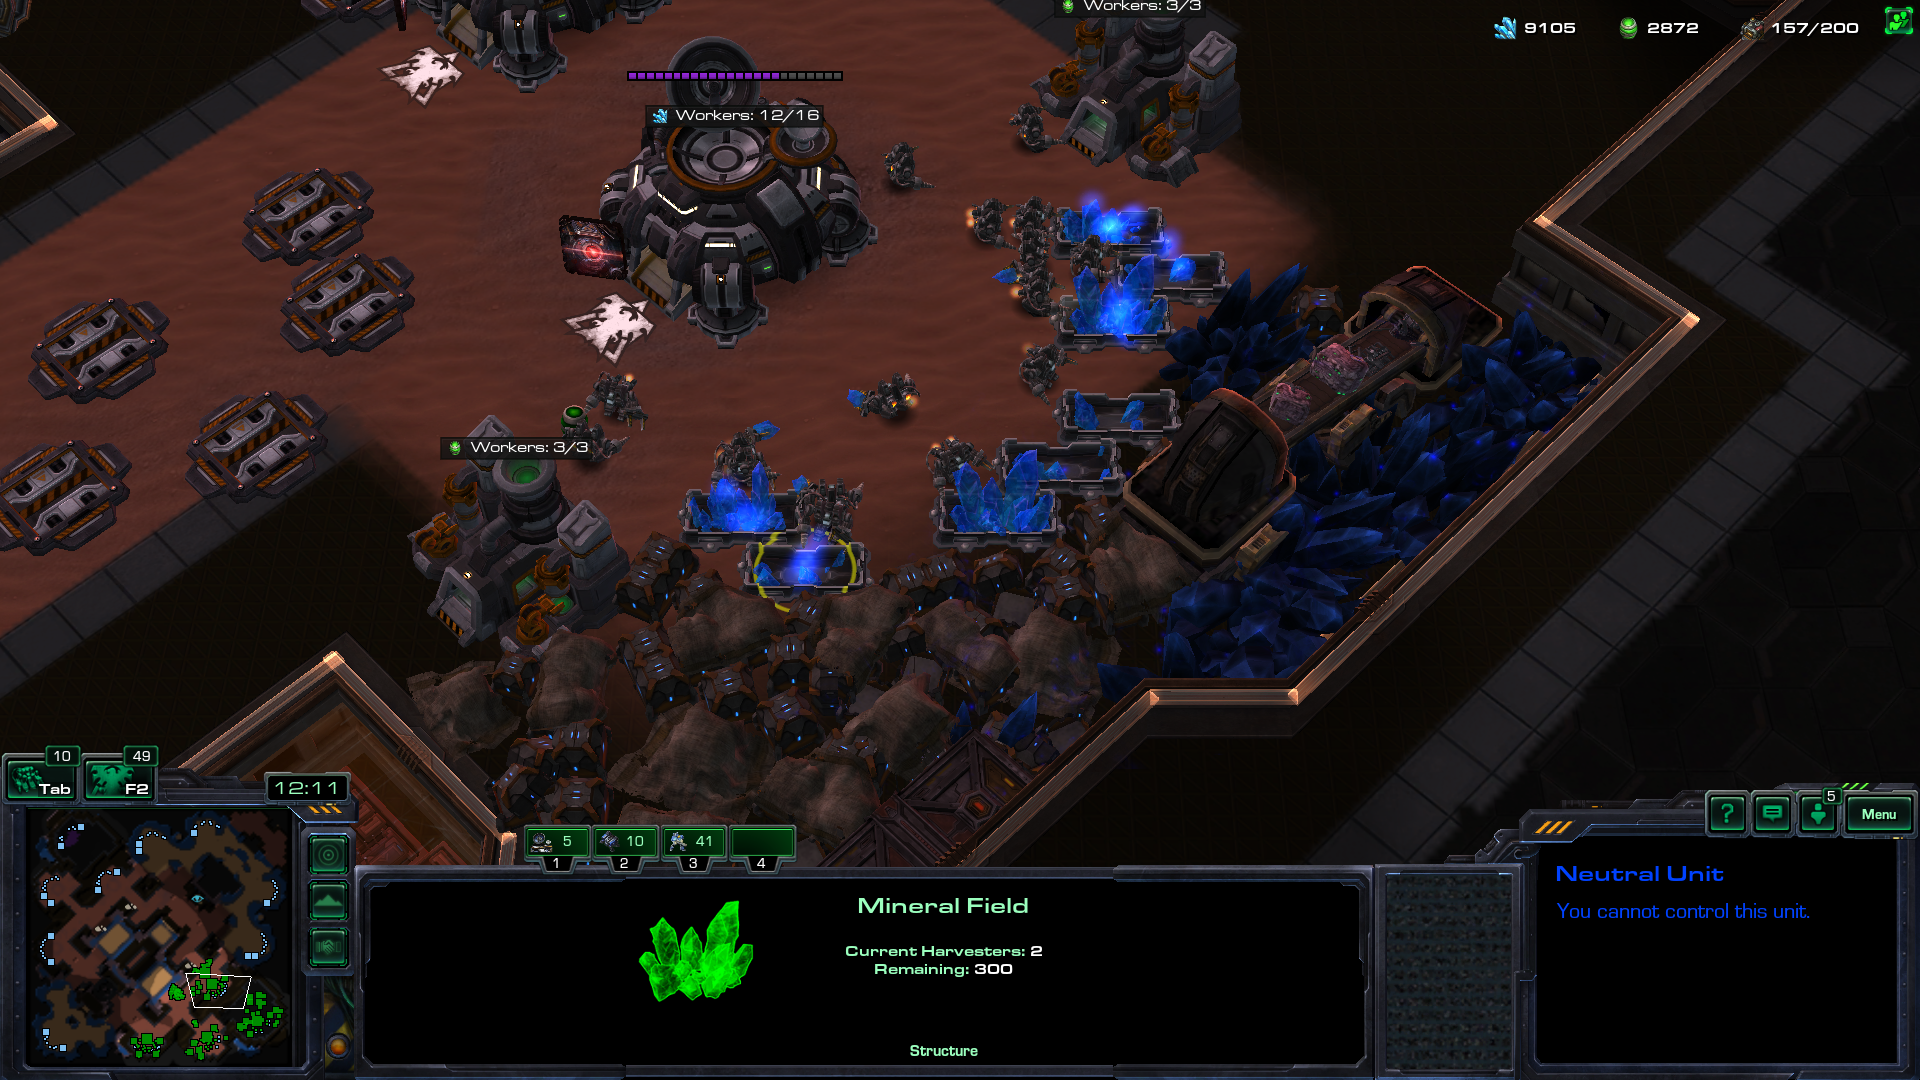 Workers: 3/3
9105
2872
157/200
Workers: 12/16
Workers: 3/3
10
49
Tab
F2
12:11
5
10
41
1
2
3
4
5
?
Menu
Mineral Field
Current Harvesters: 2
Remaining: 300
Structure
Neutral Unit
You cannot control this unit.